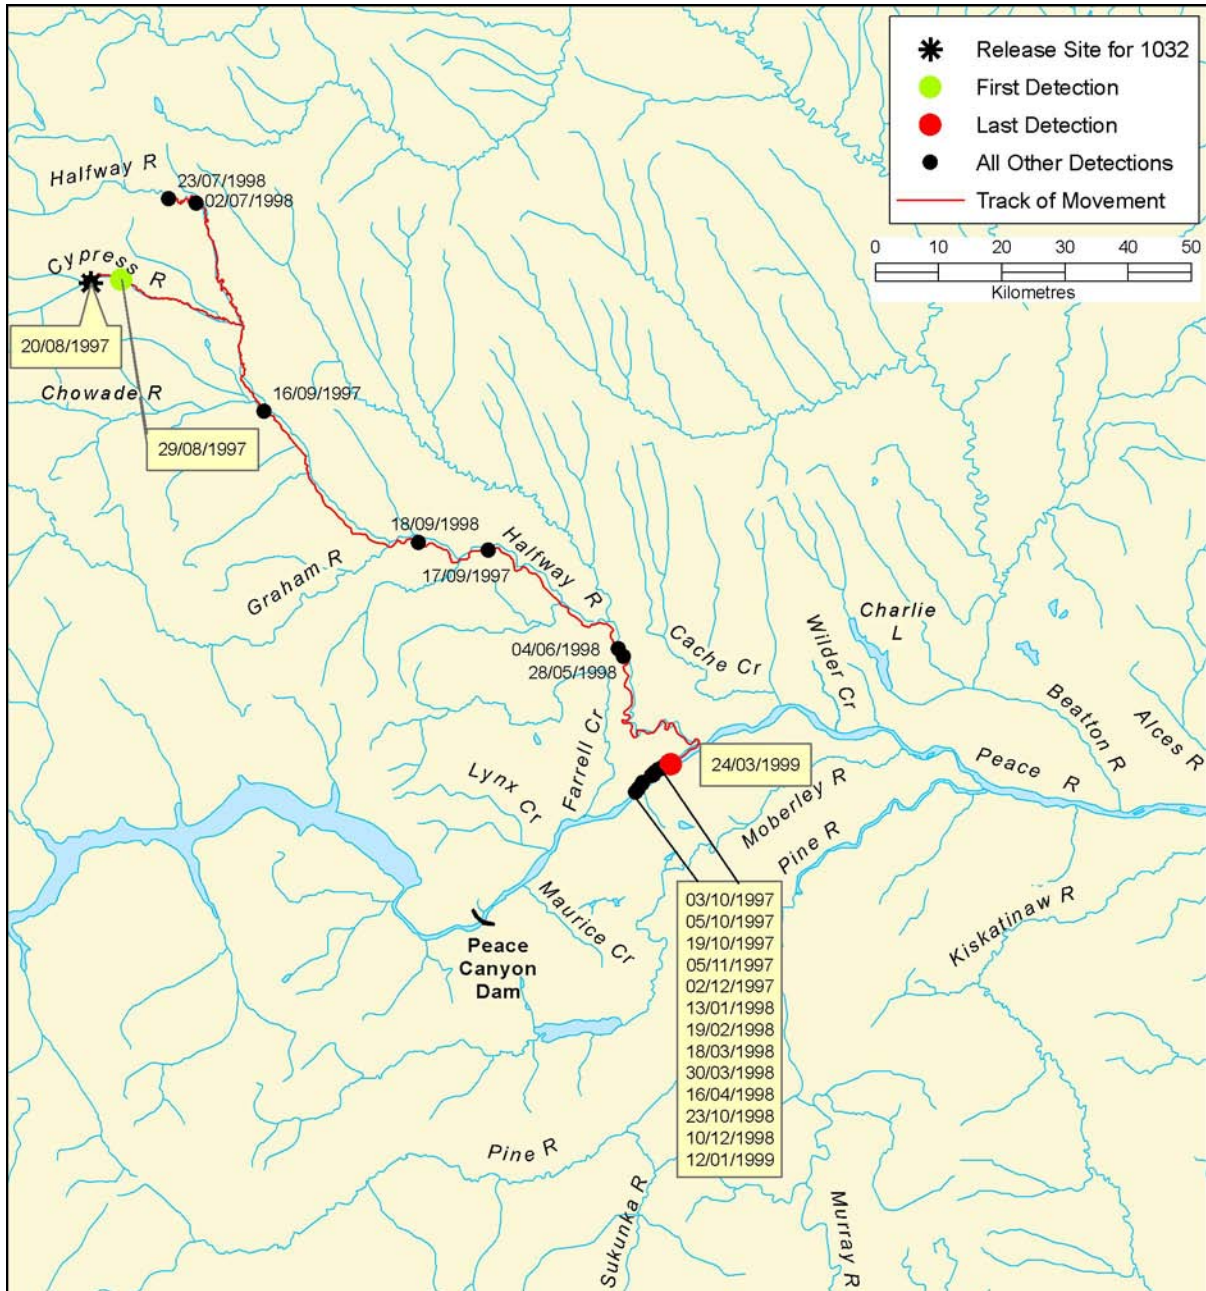 Release Site for 1032
First Detection
Last Detection
All Other Detections
Track of Movement
0 10 20 30 40 50
Kilometres
Halfway R
23/07/1998
02/07/1998
Cypress R
20/08/1997
Chowade R
16/09/1997
29/08/1997
18/09/1998
17/09/1997
Halfway R
Graham R
04/06/1998
28/05/1998
Cache Cr
Wilder Cr
Charlie
L
Beatton R
Alces R
Farrell Cr
Lynx Cr
24/03/1999
Peace R
Moberley R
Pine R
Maurice Cr
Kiskatinaw R
Peace
Canyon
Dam
03/10/1997
05/10/1997
19/10/1997
05/11/1997
02/12/1997
13/01/1998
19/02/1998
18/03/1998
30/03/1998
16/04/1998
23/10/1998
10/12/1998
12/01/1999
Pine R
Sukunka R
Murray R